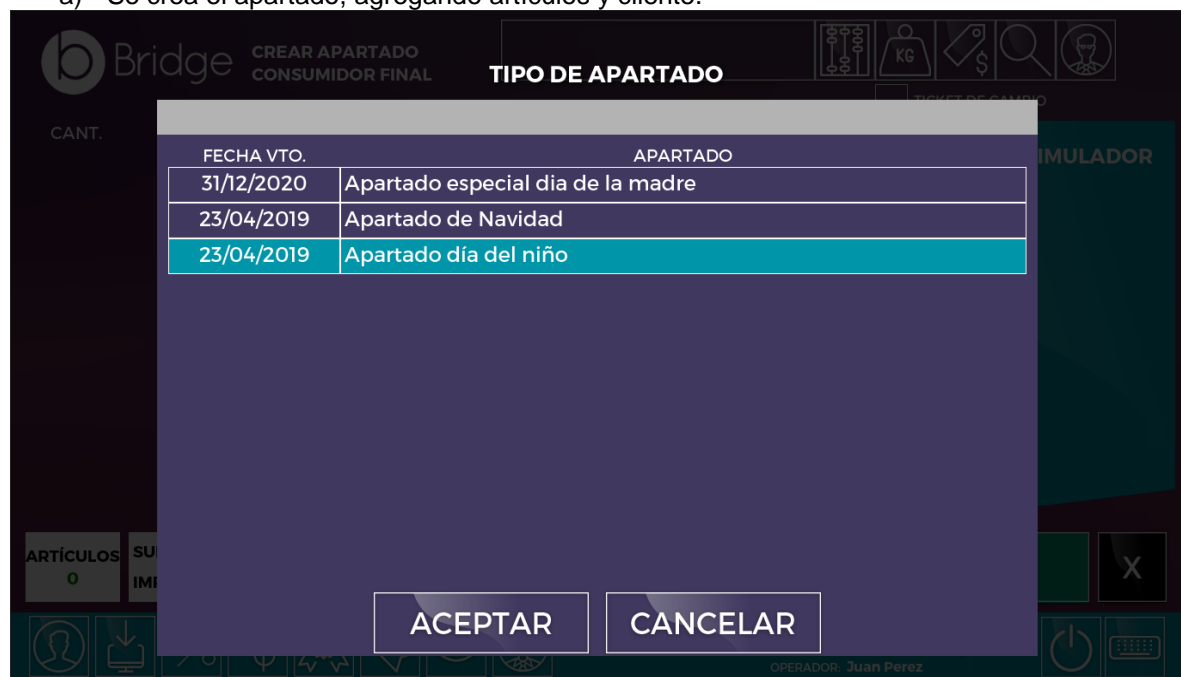 a) Se crea el apartado, agregando artículos y cliente.
Bridge
CREAR APARTADO
CONSUMIDOR FINAL
TIPO DE APARTADO
KG
$
TICKET DE CAMBIO
CANT.
IMULADOR
FECHA VTO. APARTADO
31/12/2020 Apartado especial dia de la madre
23/04/2019 Apartado de Navidad
23/04/2019 Apartado día del niño
ARTÍCULOS
0
SU
IM
X
ACEPTAR CANCELAR
OPERADOR: Juan Perez